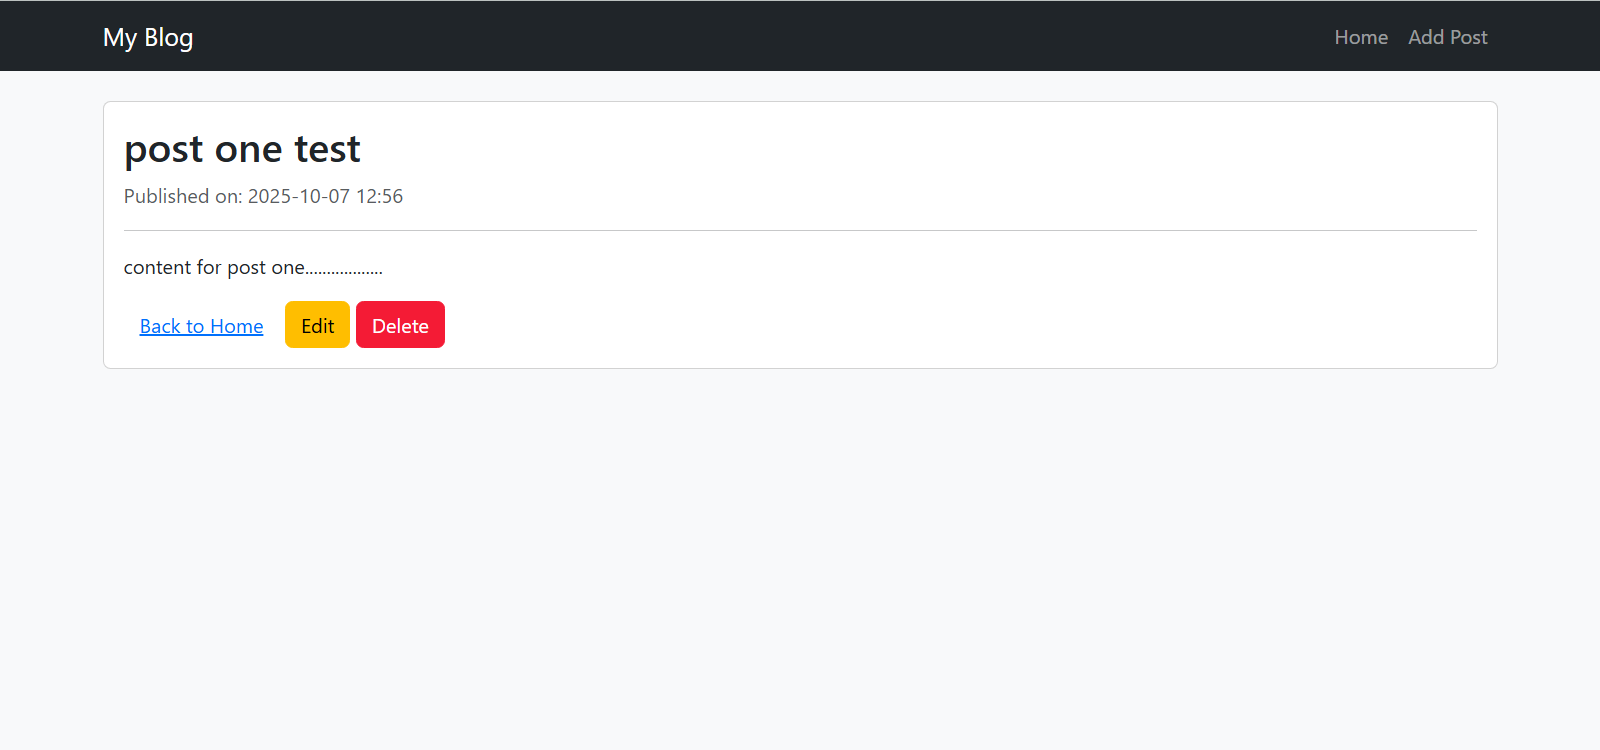 My Blog Home Add Post
post one test
Published on: 2025-10-07 12:56
content for post one..................
Back to Home Edit Delete